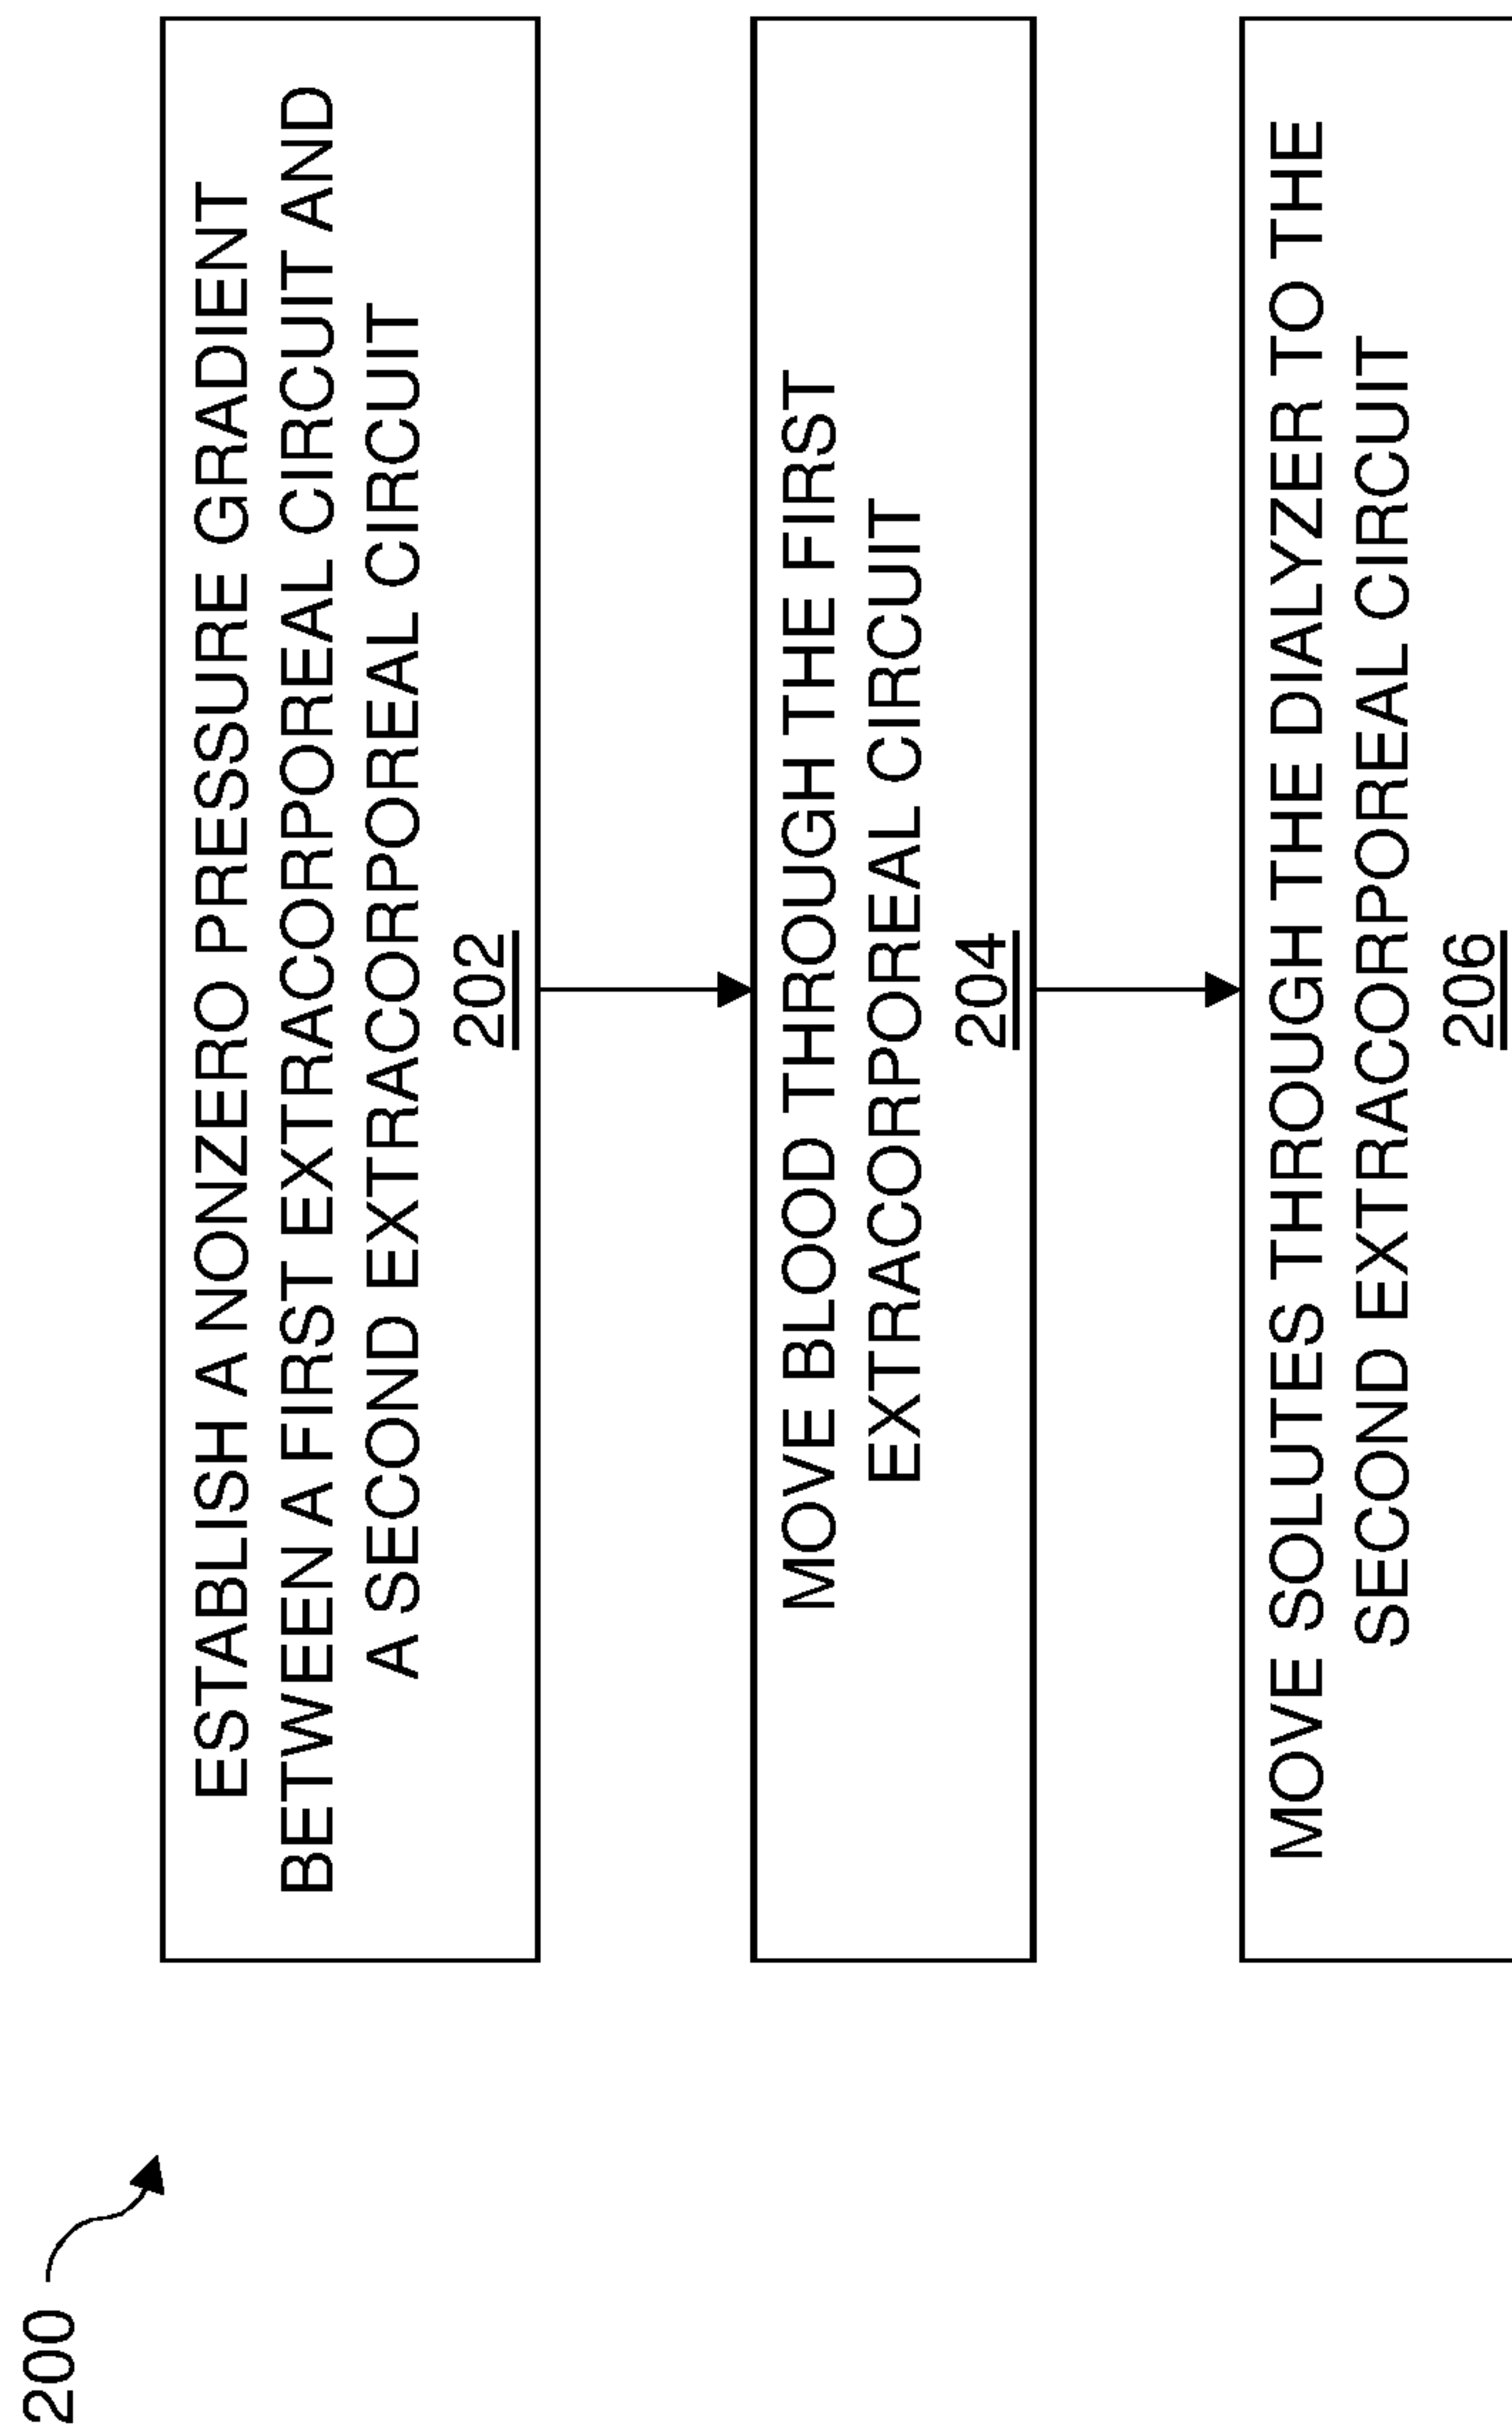 200
ESTABLISH A NONZERO PRESSURE GRADIENT
BETWEEN A FIRST EXTRACORPOREAL CIRCUIT AND
A SECOND EXTRACORPOREAL CIRCUIT
202
MOVE BLOOD THROUGH THE FIRST
EXTRACORPOREAL CIRCUIT
204
MOVE SOLUTES THROUGH THE DIALYZER TO THE
SECOND EXTRACORPOREAL CIRCUIT
206